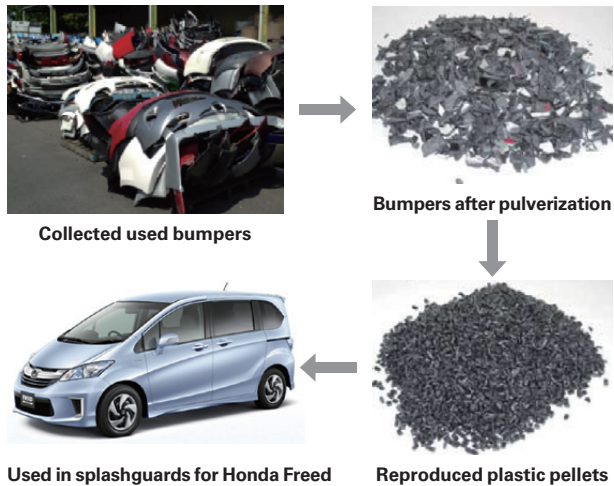 Collected used bumpers
Bumpers after pulverization
Reproduced plastic pellets
Used in splashguards for Honda Freed